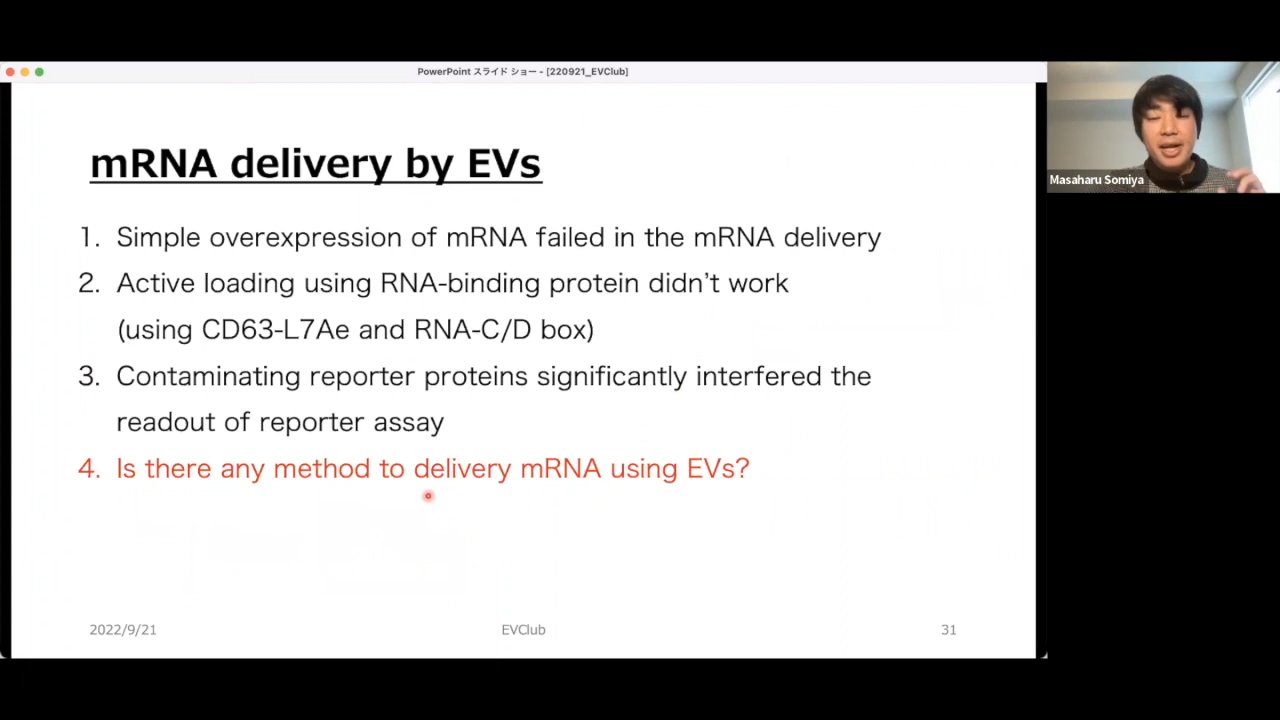 PowerPoint スライド ショー - [220921_EVClub]
mRNA delivery by EVs
1. Simple overexpression of mRNA failed in the mRNA delivery
2. Active loading using RNA-binding protein didn’t work
(using CD63-L7Ae and RNA-C/D box)
3. Contaminating reporter proteins significantly interfered the
readout of reporter assay
4. Is there any method to delivery mRNA using EVs?
2022/9/21
EVClub
31
Masaharu Somiya